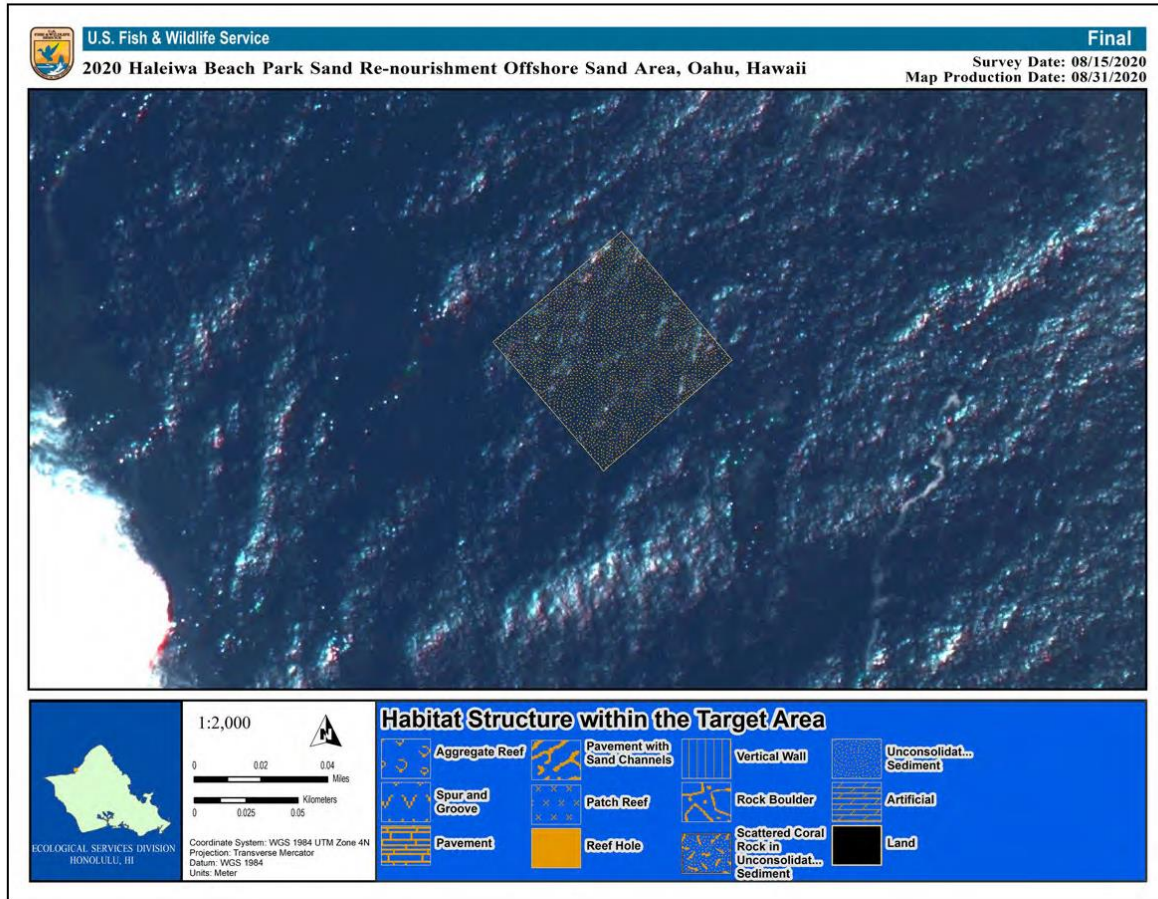 U.S. Fish & Wildlife Service
Final
2020 Haleiwa Beach Park Sand Re-nourishment Offshore Sand Area, Oahu, Hawaii
Survey Date: 08/15/2020
Map Production Date: 08/31/2020
ECOLOGICAL SERVICES DIVISION
HONOLULU, HI
1:2,000
N
0 0.02 0.04
Miles
Kilometers
0 0.025 0.05
Coordinate System: WGS 1984 UTM Zone 4N
Projection: Transverse Mercator
Datum: WGS 1984
Units: Meter
Habitat Structure within the Target Area
Aggregate Reef
Spur and
Groove
Pavement
Pavement with
Sand Channels
Patch Reef
Reef Hole
Vertical Wall
Rock Boulder
Scattered Coral
Rock in
Unconsolidat...
Sediment
Unconsolidat...
Sediment
Artificial
Land